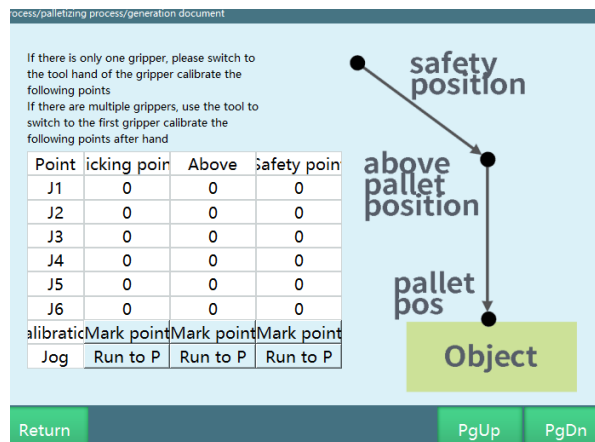 ocess/palletizing process/generation document
If there is only one gripper, please switch to
the tool hand of the gripper calibrate the
following points
If there are multiple grippers, use the tool to
switch to the first gripper calibrate the
following points after hand
Point icking poin Above Safety poin
J1 0 0 0
J2 0 0 0
J3 0 0 0
J4 0 0 0
J5 0 0 0
J6 0 0 0
alibratic Mark point Mark point Mark point
Jog Run to P Run to P Run to P
safety
position
above
pallet
position
pallet
pos
Object
Return PgUp PgDn